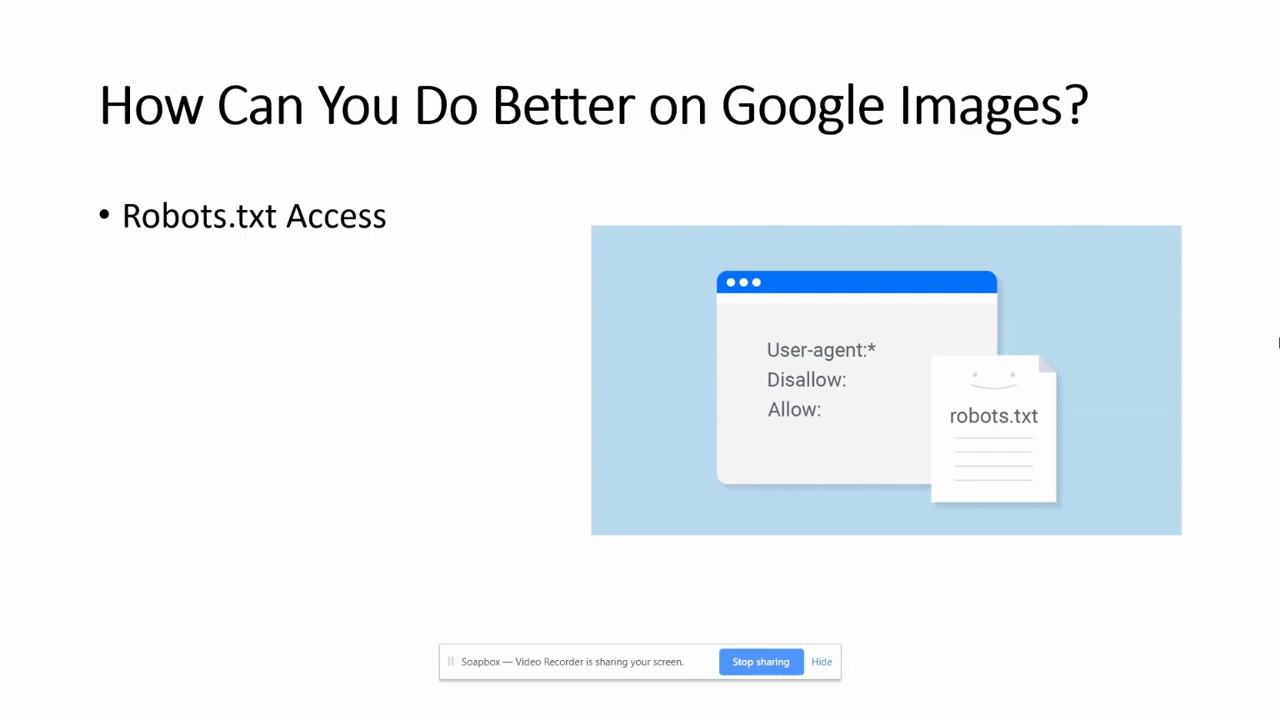 How Can You Do Better on Google Images?
• Robots.txt Access
User-agent:*
Disallow:
Allow:
robots.txt
Soapbox — Video Recorder is sharing your screen.
Stop sharing
Hide